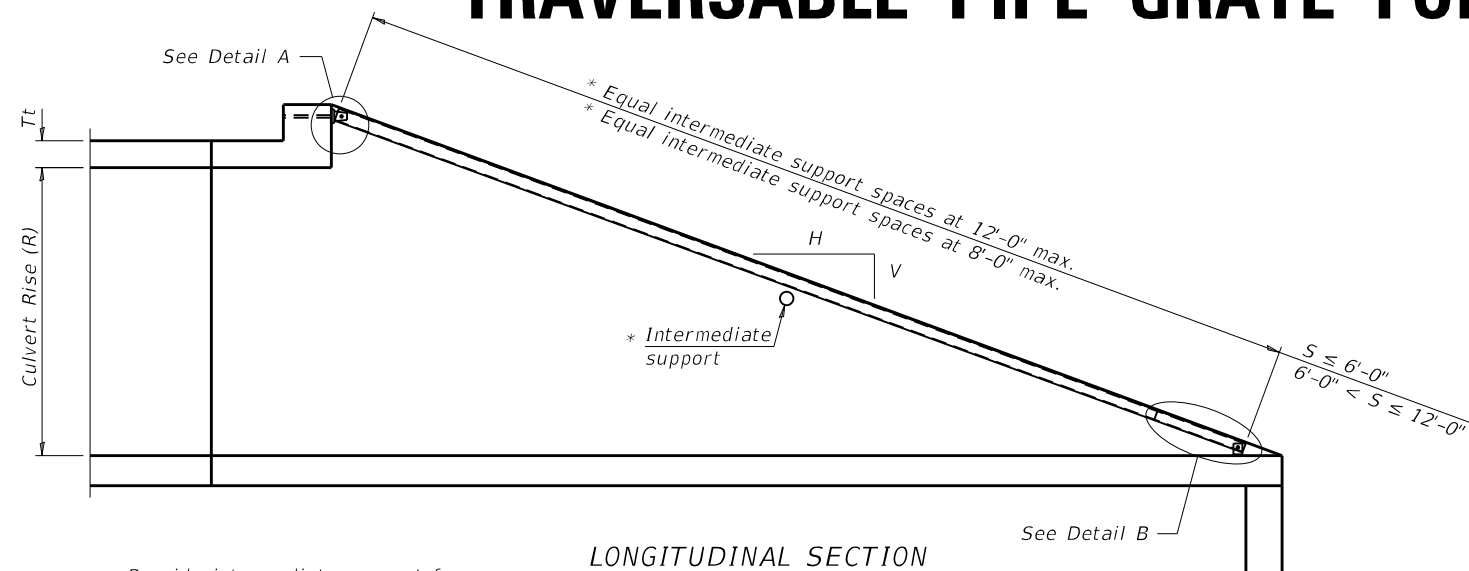 TRAVERSABLE PIPE GRATE FOR
See Detail A
* Equal intermediate support spaces at 12'-0" max.
* Equal intermediate support spaces at 8'-0" max.
Tt
H
V
Culvert Rise (R)
* Intermediate
support
S ≤ 6'-0"
6'-0" < S ≤ 12'-0"
See Detail B
LONGITUDINAL SECTION